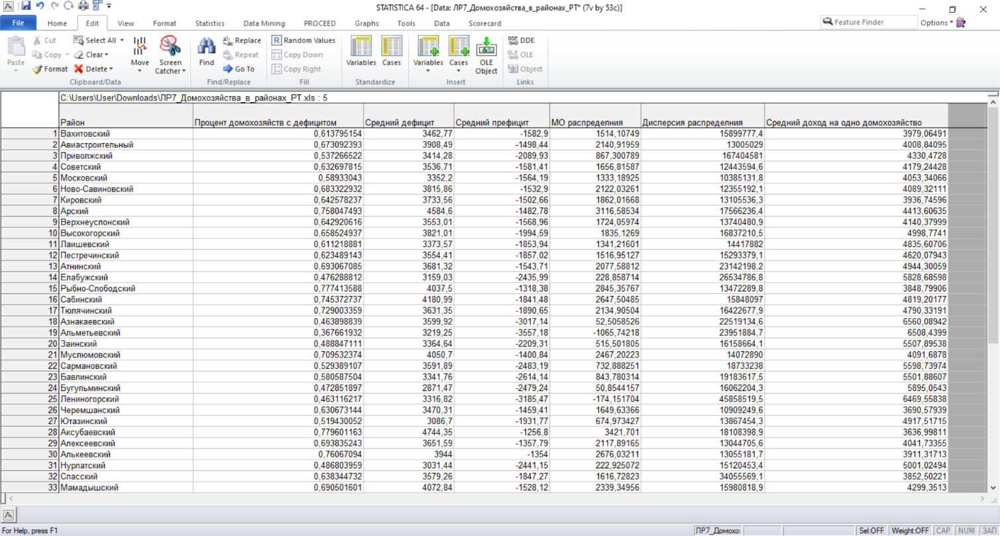 STATISTICA 64 - [Data: ЛР7_Домохозяйства_в_районах_РТ* (7v by 53c)]
File Home Edit View Format Statistics Data Mining PROCEED Graphs Tools Data Scorecard Feature Finder Options
Paste Cut Copy Format Select All Clear Delete Move Screen Catcher Find Replace Repeat Go To Random Values Copy Down Copy Right Variables Cases Variables Cases OLE Object DDE OLE Object
Clipboard/Data Find/Replace Fill Standardize Insert Links
C:\Users\User\Downloads\ЛР7_Домохозяйства_в_районах_РТ.xls : 5
Район Процент домохозяйств с дефицитом Средний дефицит Средний префицит МО распределния Дисперсия распределния Средний доход на одно домохозяйство
1 Вахитовский 0,613795154 3462,77 -1582,9 1514,10749 15899777,4 3979,06491
2 Авиастроительный 0,673092393 3908,49 -1498,44 2140,91959 13005029 4008,84095
3 Приволжский 0,537266522 3414,28 -2089,93 867,300789 167404581 4330,4728
4 Советский 0,632697815 3536,71 -1581,41 1656,81587 12443594,6 4179,24428
5 Московский 0,58933043 3352,2 -1564,19 1333,18925 10385131,8 4053,34066
6 Ново-Савиновский 0,683322932 3815,86 -1532,9 2122,03261 12355192,1 4089,32111
7 Кировский 0,642578237 3733,56 -1502,66 1862,01668 13105536,3 3936,74596
8 Арский 0,758047493 4584,6 -1482,78 3116,58534 17566236,4 4413,60635
9 Верхнеуслонский 0,642920616 3553,01 -1568,96 1724,05974 13740480,9 4140,37999
10 Высокогорский 0,658524937 3821,01 -1994,59 1835,1269 16837210,5 4998,7741
11 Лаишевский 0,611218881 3373,57 -1853,94 1341,21601 14417882 4835,60706
12 Пестречинский 0,623489143 3554,41 -1857,02 1516,95127 15293379,1 4620,07943
13 Атнинский 0,693067085 3681,32 -1543,71 2077,58812 23142198,2 4944,30059
14 Елабужский 0,476288812 3159,03 -2435,99 228,858714 26534786,8 5828,68598
15 Рыбно-Слободский 0,777413588 4037,5 -1318,38 2845,35767 13472289,8 3848,79906
16 Сабинский 0,745372737 4180,99 -1841,48 2647,50485 15848097 4819,20177
17 Тюлячинский 0,729003359 3631,35 -1890,65 2134,90504 16422677,9 4790,33191
18 Азнакаевский 0,463898839 3599,92 -3017,14 52,5058526 22519134,6 6560,08942
19 Альметьевский 0,367661932 3219,25 -3557,18 -1065,74218 23951884,7 6508,4399
20 Заинский 0,488847111 3364,64 -2209,31 515,501805 16158664,1 5507,89538
21 Муслюмовский 0,709532374 4050,7 -1400,84 2467,20223 14072890 4091,6878
22 Сармановский 0,529389107 3591,89 -2483,19 732,888251 18733238 5598,73974
23 Бавлинский 0,580587504 3341,76 -2614,14 843,780314 19183617,5 5501,88607
24 Бугульминский 0,472851897 2871,47 -2479,24 50,8544157 16062204,3 5895,0543
25 Лениногорский 0,463116217 3316,82 -3185,47 -174,151704 45858519,5 6469,55838
26 Черемшанский 0,630673144 3470,31 -1459,41 1649,63366 10909249,6 3690,57939
27 Ютазинский 0,519430052 3086,7 -1931,77 674,973427 13867454,3 4917,51715
28 Аксубаевский 0,779601163 4744,35 -1256,8 3421,701 18108398,9 3636,99811
29 Алексеевский 0,693835243 3651,59 -1357,79 2117,89165 13044705,6 4041,73355
30 Алькеевский 0,76067094 3944 -1354 2676,03211 13055181,7 3911,31713
31 Нурлатский 0,486803959 3031,44 -2441,15 222,925072 15120453,4 5001,02494
32 Спасский 0,638344732 3579,26 -1847,27 1616,72823 34055569,1 3852,50221
33 Мамадышский 0,690501601 4072,84 -1528,12 2339,34956 15980818,9 4299,3513
For Help, press F1 ЛР7_Домохо: Sel:OFF Weight:OFF CAP NUM ЗАП